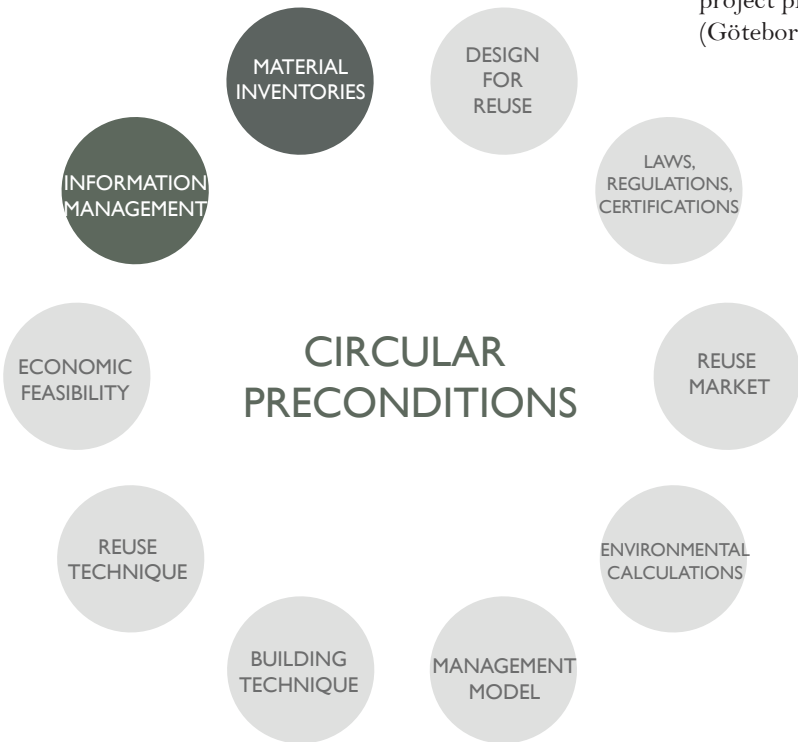 project p
(Götebor
MATERIAL
INVENTORIES
DESIGN
FOR
REUSE
INFORMATION
MANAGEMENT
LAWS,
REGULATIONS,
CERTIFICATIONS
CIRCULAR
PRECONDITIONS
ECONOMIC
FEASIBILITY
REUSE
MARKET
REUSE
TECHNIQUE
ENVIRONMENTAL
CALCULATIONS
BUILDING
TECHNIQUE
MANAGEMENT
MODEL